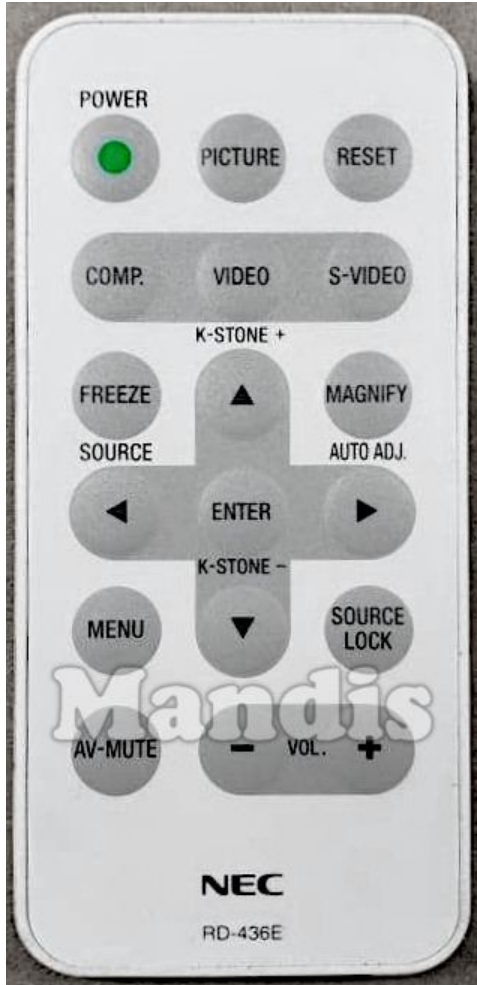 POWER
PICTURE
RESET
COMP.
VIDEO
S-VIDEO
K-STONE +
FREEZE
MAGNIFY
SOURCE
AUTO ADJ.
ENTER
K-STONE −
MENU
SOURCE
LOCK
Mandis
AV-MUTE
− VOL. +
NEC
RD-436E